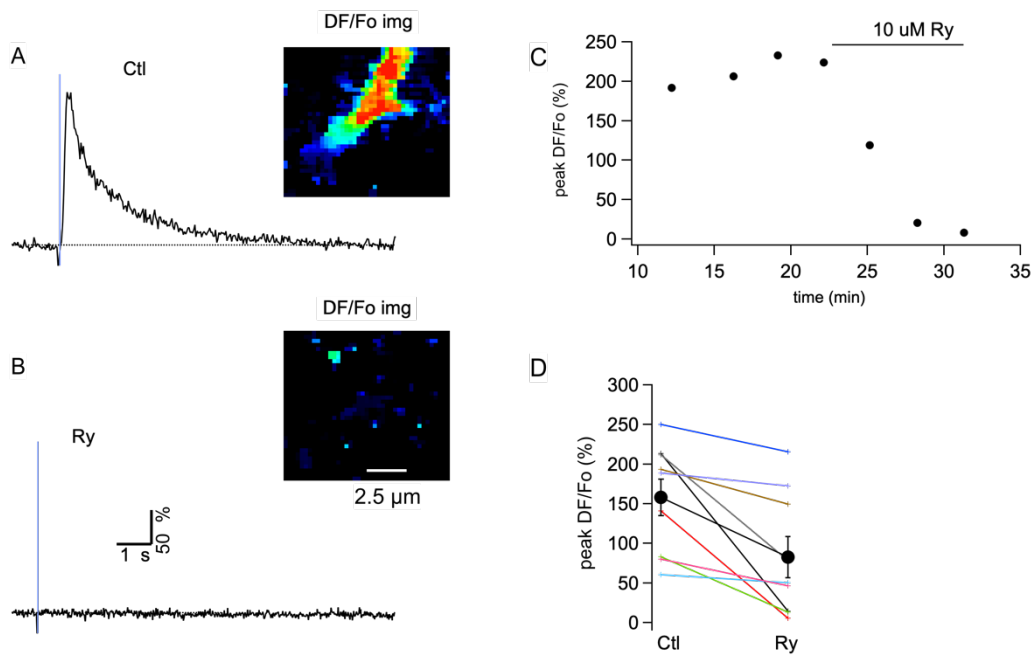 A
Ctl
DF/Fo img
B
Ry
DF/Fo img
2.5 µm
1 s
50 %
C
10 uM Ry
peak DF/Fo (%)
250
200
150
100
50
0
10 15 20 25 30 35
time (min)
D
peak DF/Fo (%)
300
250
200
150
100
50
0
Ctl Ry